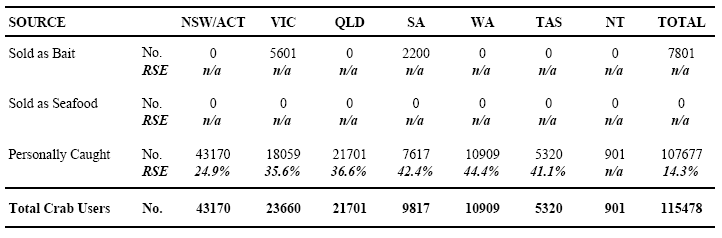 SOURCE NSW/ACT VIC QLD SA WA TAS NT TOTAL
Sold as Bait No. 0 5601 0 2200 0 0 0 7801
RSE n/a n/a n/a n/a n/a n/a n/a n/a
Sold as Seafood No. 0 0 0 0 0 0 0 0
RSE n/a n/a n/a n/a n/a n/a n/a n/a
Personally Caught No. 43170 18059 21701 7617 10909 5320 901 107677
RSE 24.9% 35.6% 36.6% 42.4% 44.4% 41.1% n/a 14.3%
Total Crab Users No. 43170 23660 21701 9817 10909 5320 901 115478